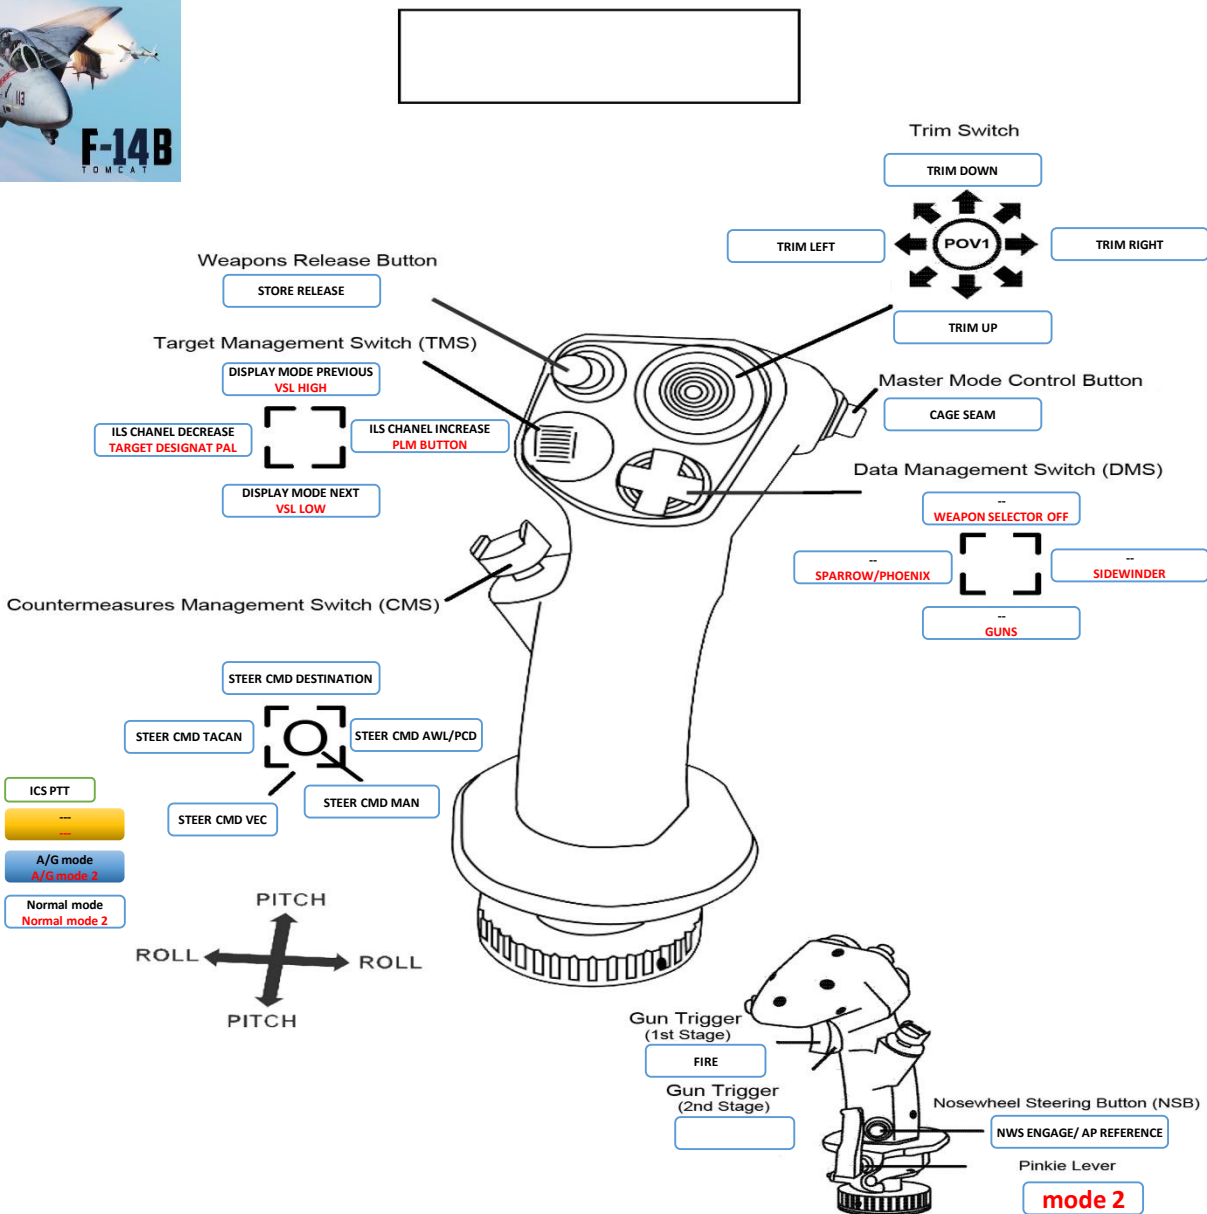 113
F-14B
TOMCAT
Trim Switch
TRIM DOWN
TRIM LEFT
POV1
TRIM RIGHT
TRIM UP
Weapons Release Button
STORE RELEASE
Target Management Switch (TMS)
DISPLAY MODE PREVIOUS
VSL HIGH
ILS CHANEL DECREASE
TARGET DESIGNAT PAL
ILS CHANEL INCREASE
PLM BUTTON
DISPLAY MODE NEXT
VSL LOW
Master Mode Control Button
CAGE SEAM
Data Management Switch (DMS)
--
WEAPON SELECTOR OFF
--
SPARROW/PHOENIX
--
SIDEWINDER
--
GUNS
Countermeasures Management Switch (CMS)
STEER CMD DESTINATION
STEER CMD TACAN
STEER CMD AWL/PCD
STEER CMD MAN
STEER CMD VEC
ICS PTT
---
---
A/G mode
A/G mode 2
Normal mode
Normal mode 2
PITCH
ROLL
ROLL
PITCH
Gun Trigger
(1st Stage)
FIRE
Gun Trigger
(2nd Stage)
Nosewheel Steering Button (NSB)
NWS ENGAGE/ AP REFERENCE
Pinkie Lever
mode 2